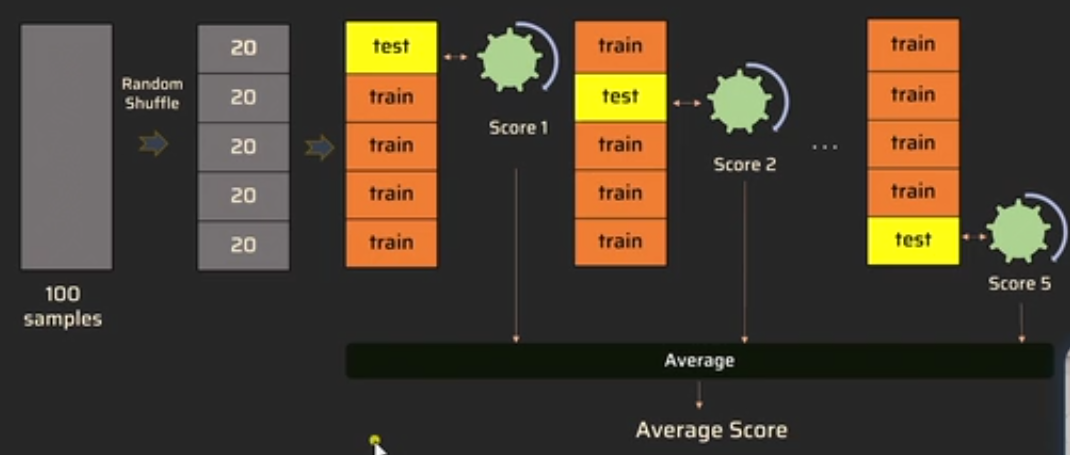 100
samples
Random
Shuffle
20
20
20
20
20
test
train
train
train
train
Score 1
train
test
train
train
train
Score 2
...
train
train
train
train
test
Score 5
Average
Average Score